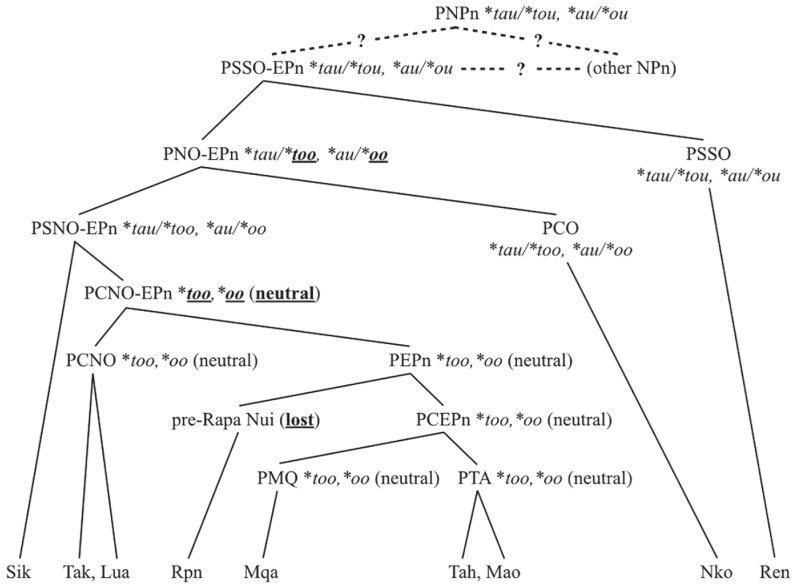 PNPn *tau/*tou, *au/*ou
? ?
PSSO-EPn *tau/*tou, *au/*ou ? (other NPn)
PNO-EPn *tau/*too, *au/*oo
PSSO
*tau/*tou, *au/*ou
PSNO-EPn *tau/*too, *au/*oo
PCO
*tau/*too, *au/*oo
PCNO-EPn *too, *oo (neutral)
PCNO *too, *oo (neutral)
PEPn *too, *oo (neutral)
pre-Rapa Nui (lost)
PCEPn *too, *oo (neutral)
PMQ *too, *oo (neutral)
PTA *too, *oo (neutral)
Sik Tak, Lua Rpn Mqa Tah, Mao Nko Ren